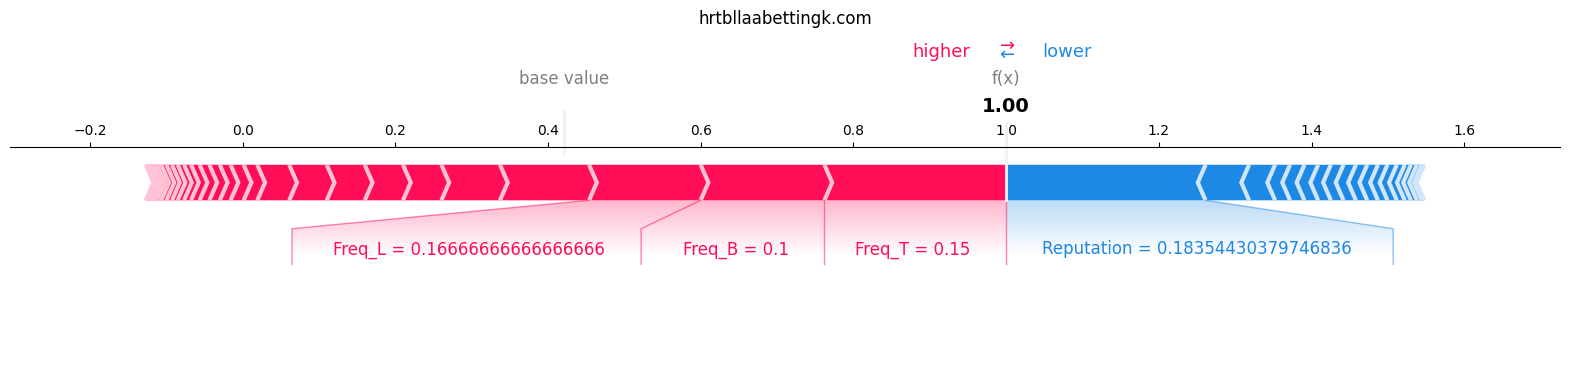 hrtbllaabettingk.com
higher → ← lower
base value f(x)
1.00
−0.2 0.0 0.2 0.4 0.6 0.8 1.0 1.2 1.4 1.6
Freq_L = 0.16666666666666666 Freq_B = 0.1 Freq_T = 0.15 Reputation = 0.18354430379746836